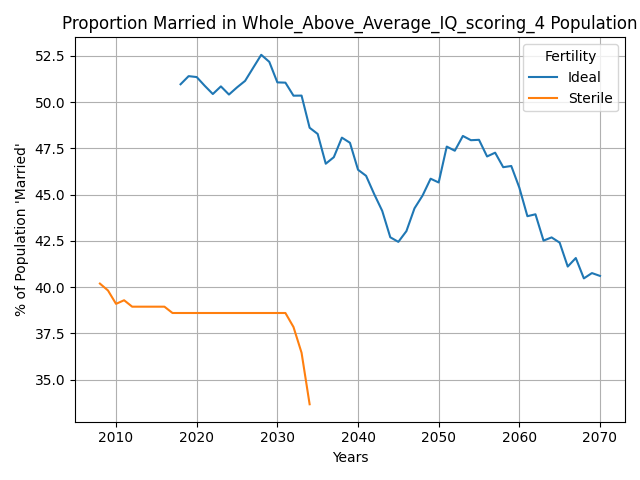 Proportion Married in Whole_Above_Average_IQ_scoring_4 Population
% of Population 'Married'
52.5
50.0
47.5
45.0
42.5
40.0
37.5
35.0
Fertility
Ideal
Sterile
2010 2020 2030 2040 2050 2060 2070
Years